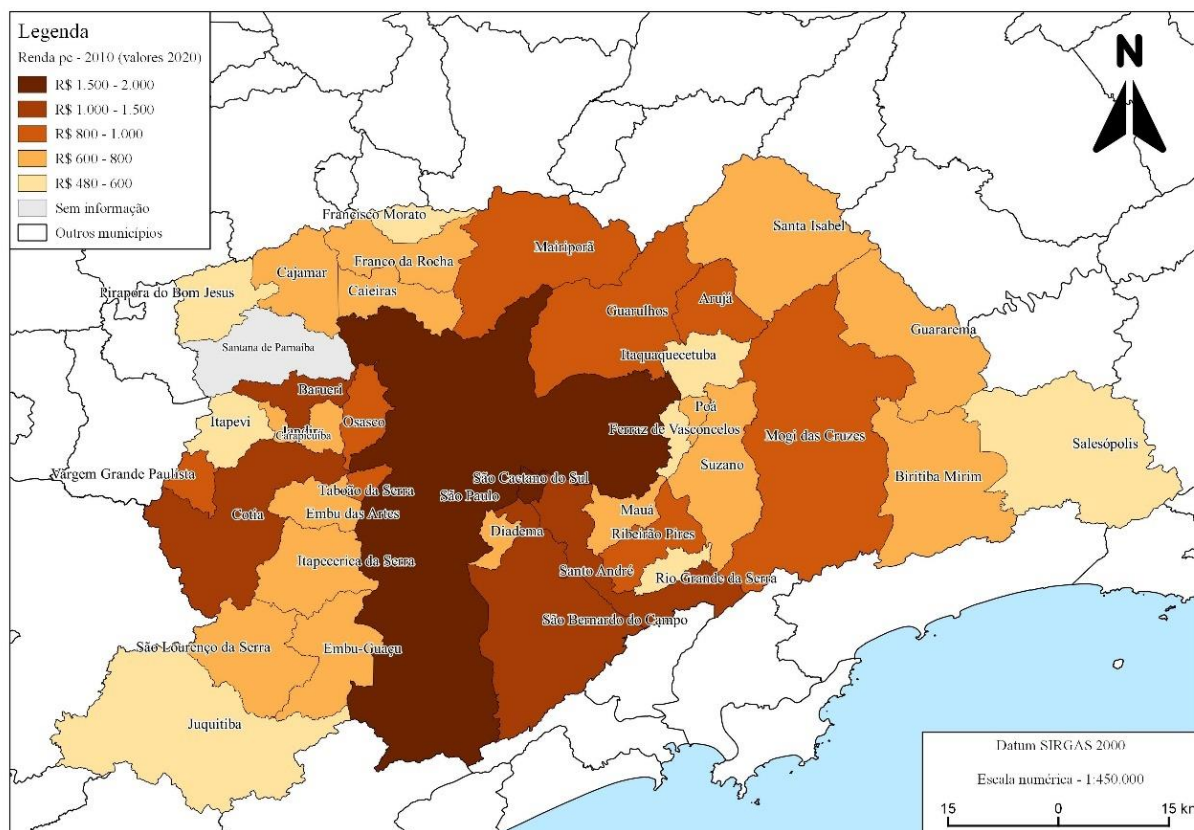 Legenda
Renda pc - 2010 (valores 2020)
R$ 1.500 - 2.000
R$ 1.000 - 1.500
R$ 800 - 1.000
R$ 600 - 800
R$ 480 - 600
Sem informação
Outros municípios
N
Francisco Morato
Santa Isabel
Mairiporã
Franco da Rocha
Cajamar
Pirapora do Bom Jesus
Caieiras
Arujá
Guarulhos
Guararema
Santana de Parnaíba
Itaquaquecetuba
Barueri
Poá
Itapevi
Osasco
Jandira
Carapicuíba
Ferraz de Vasconcelos
Mogi das Cruzes
Salesópolis
Suzano
Vargem Grande Paulista
Biritiba Mirim
Taboão da Serra
São Caetano do Sul
São Paulo
Cotia
Embu das Artes
Mauá
Diadema
Ribeirão Pires
Itapecerica da Serra
Santo André
Rio Grande da Serra
São Bernardo do Campo
São Lourenço da Serra
Embu-Guaçu
Juquitiba
Datum SIRGAS 2000
Escala numérica - 1:450.000
15 0 15 km